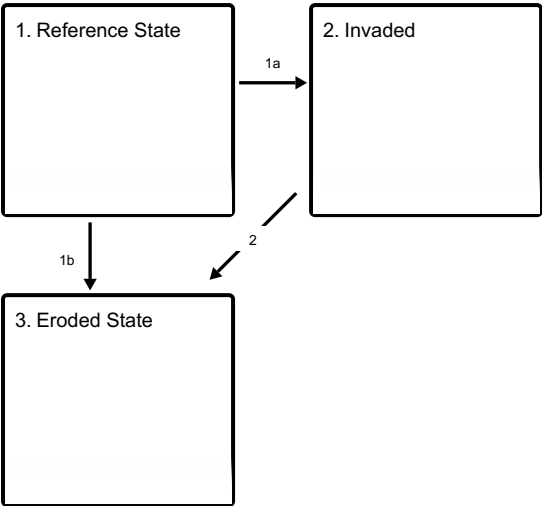 1. Reference State
2. Invaded
1a
2
1b
3. Eroded State